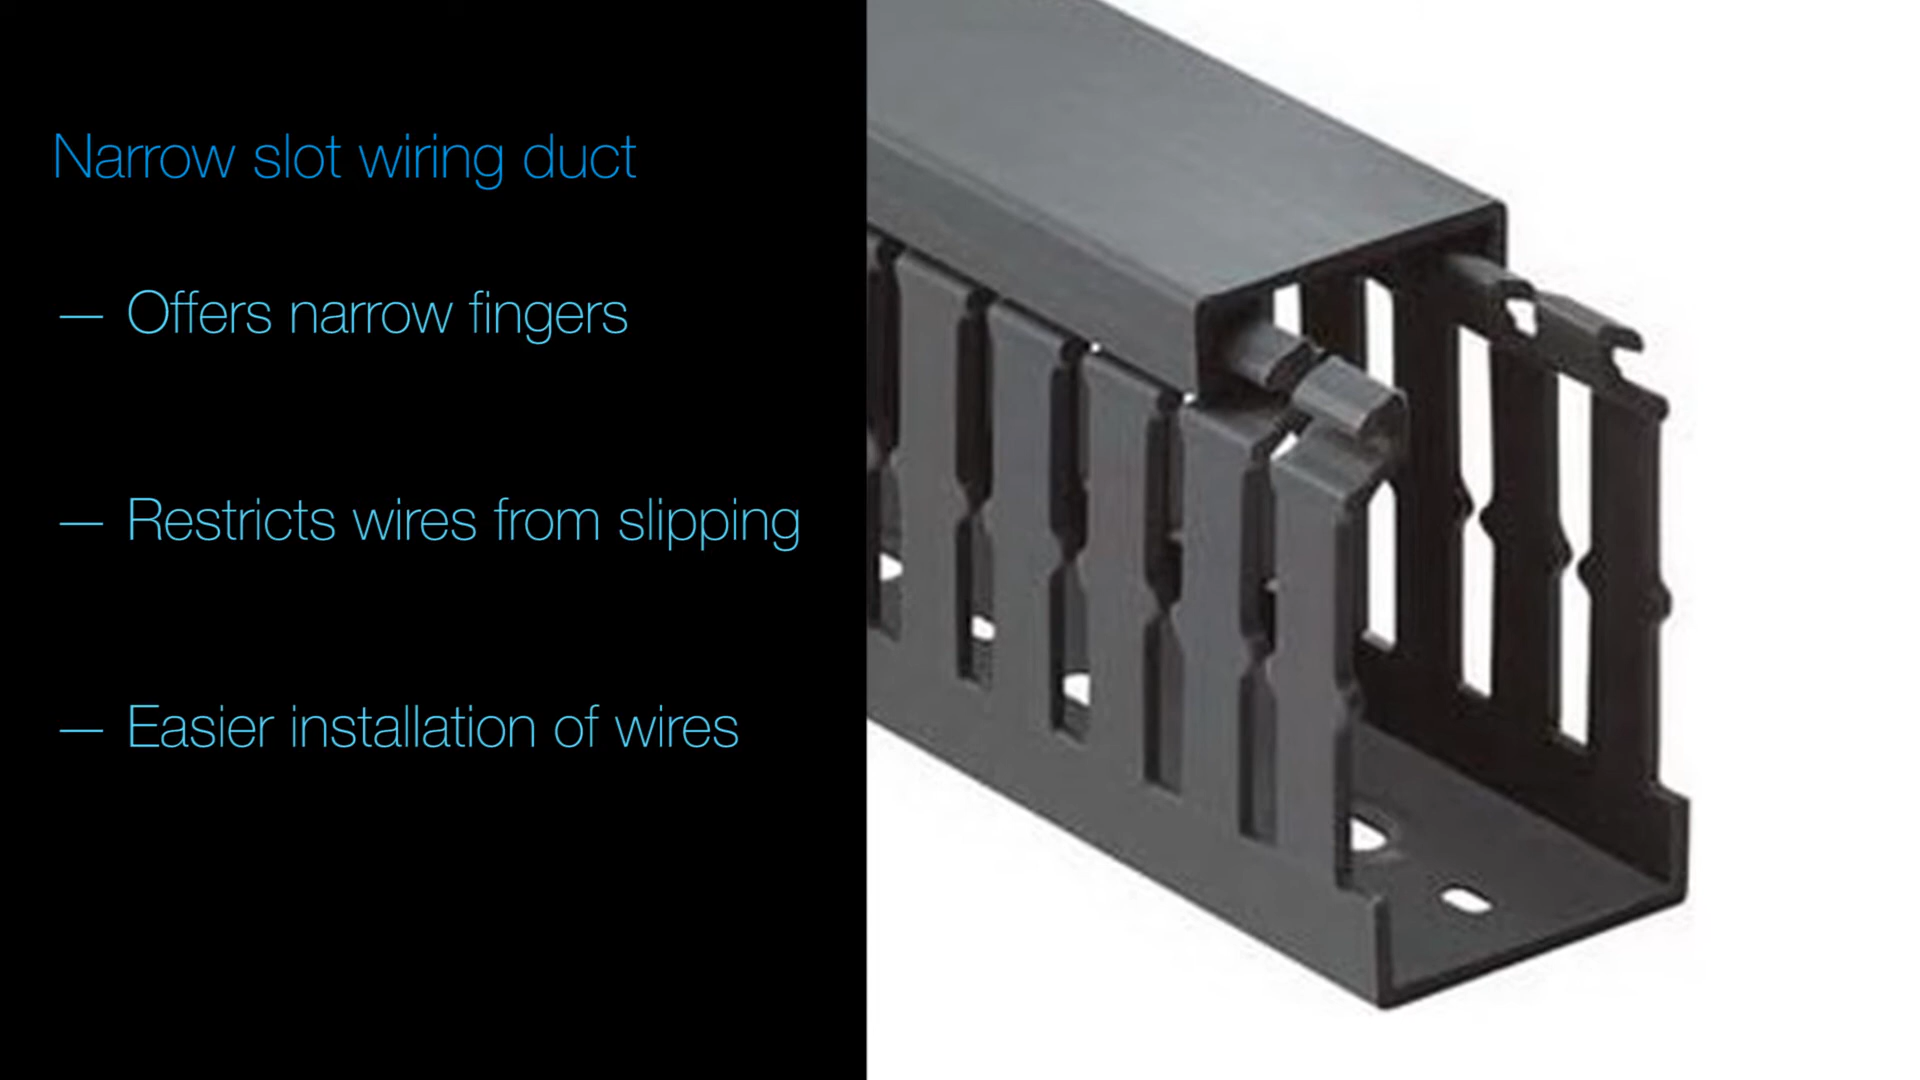 Narrow slot wiring duct
— Offers narrow fingers
— Restricts wires from slipping
— Easier installation of wires